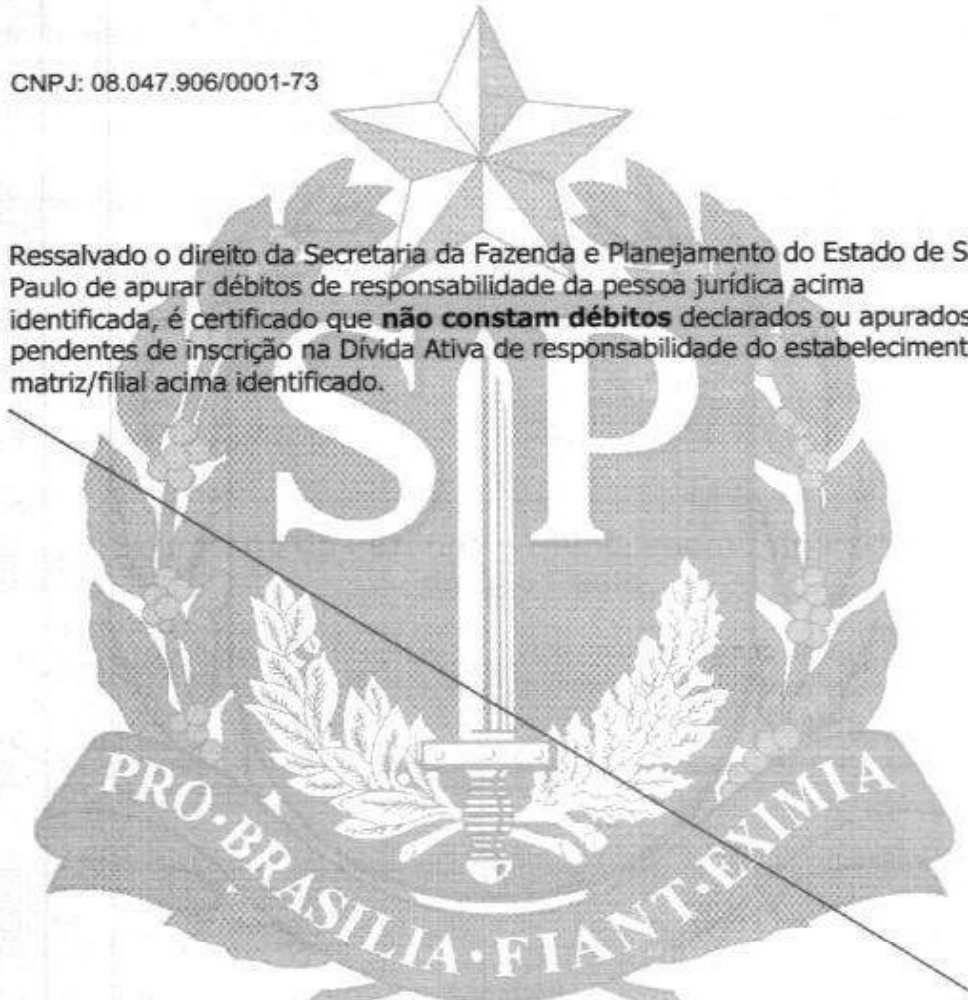 CNPJ: 08.047.906/0001-73
Ressalvado o direito da Secretaria da Fazenda e Planejamento do Estado de S
Paulo de apurar débitos de responsabilidade da pessoa jurídica acima
identificada, é certificado que não constam débitos declarados ou apurados
pendentes de inscrição na Dívida Ativa de responsabilidade do estabeleciment
matriz/filial acima identificado.
SP
PRO·BRASILIA·FIANT·EXIMIA